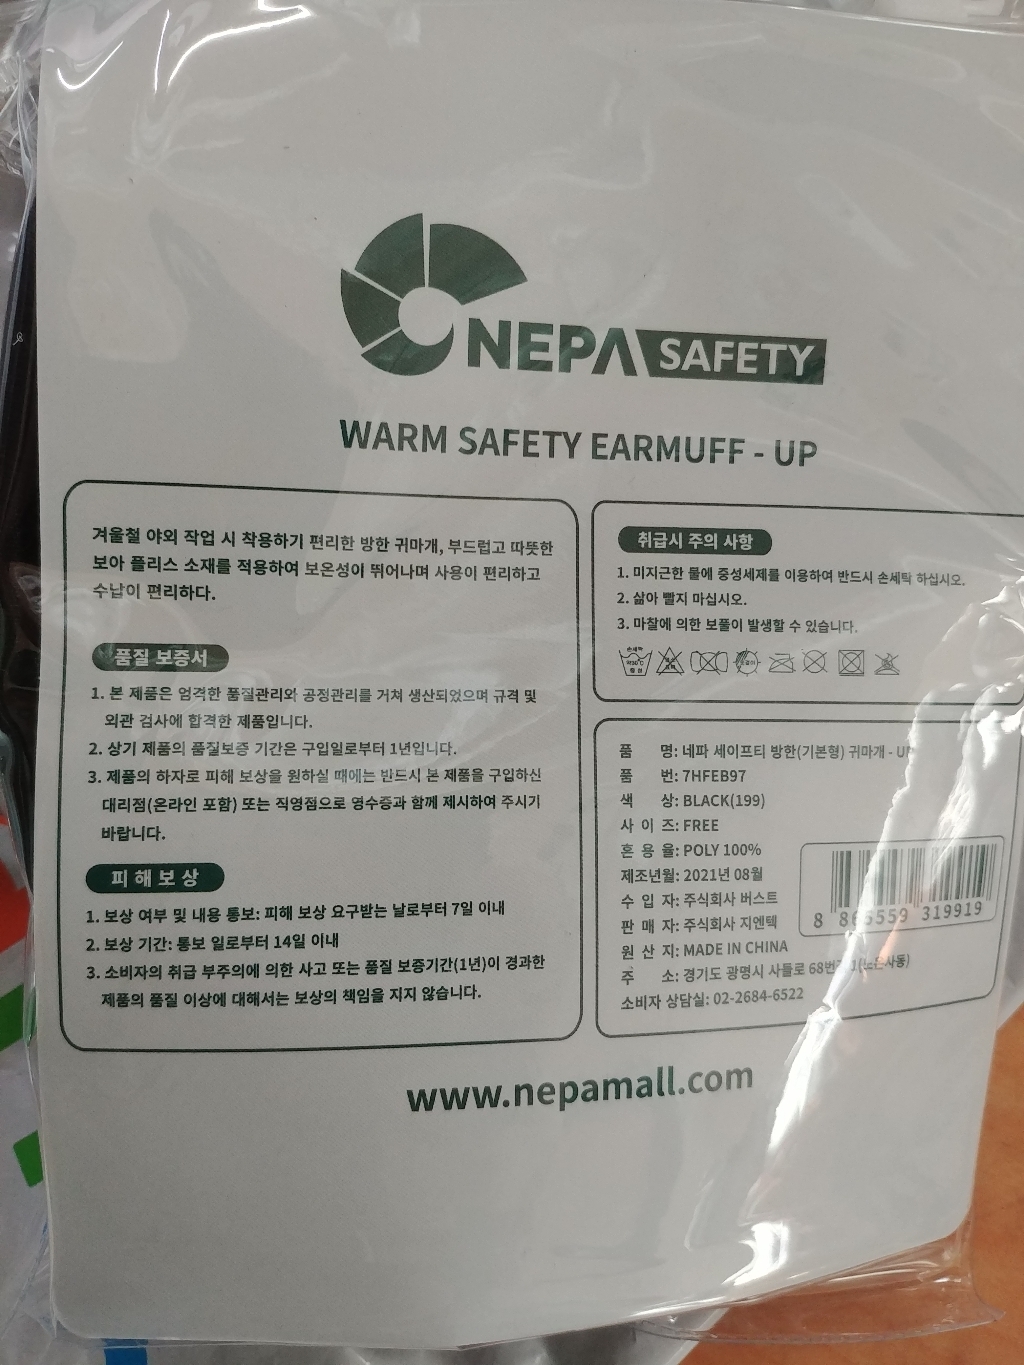 NEPA SAFETY
WARM SAFETY EARMUFF - UP
겨울철 야외 작업 시 착용하기 편리한 방한 귀마개, 부드럽고 따뜻한
보아 플리스 소재를 적용하여 보온성이 뛰어나며 사용이 편리하고
수납이 편리하다.
품질 보증서
1. 본 제품은 엄격한 품질관리와 공정관리를 거쳐 생산되었으며 규격 및
외관 검사에 합격한 제품입니다.
2. 상기 제품의 품질보증 기간은 구입일로부터 1년입니다.
3. 제품의 하자로 피해 보상을 원하실 때에는 반드시 본 제품을 구입하신
대리점(온라인 포함) 또는 직영점으로 영수증과 함께 제시하여 주시기
바랍니다.
피해보상
1. 보상 여부 및 내용 통보: 피해 보상 요구받는 날로부터 7일 이내
2. 보상 기간: 통보 일로부터 14일 이내
3. 소비자의 취급 부주의에 의한 사고 또는 품질 보증기간(1년)이 경과한
제품의 품질 이상에 대해서는 보상의 책임을 지지 않습니다.
취급시 주의 사항
1. 미지근한 물에 중성세제를 이용하여 반드시 손세탁 하십시오.
2. 삶아 빨지 마십시오.
3. 마찰에 의한 보풀이 발생할 수 있습니다.
품 명: 네파 세이프티 방한(기본형) 귀마개 - UP
품 번: 7HFEB97
색 상: BLACK(199)
사 이 즈: FREE
혼 용 율: POLY 100%
제조년월: 2021년 08월
수 입 자: 주식회사 버스트
판 매 자: 주식회사 지엔텍
원 산 지: MADE IN CHINA
주 소: 경기도 광명시 사들로
소비자 상담실: 02-2684-6522
8 865559 319919
www.nepamall.com